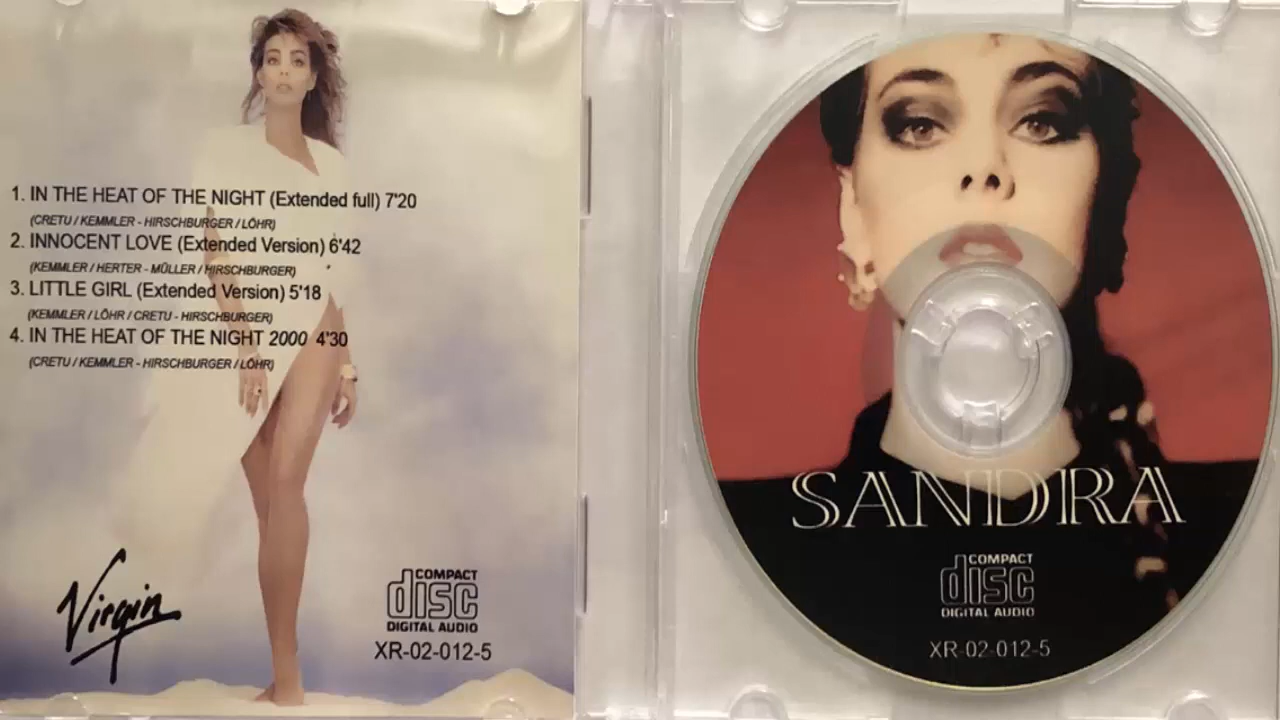 1. IN THE HEAT OF THE NIGHT (Extended full) 7'20
(CRETU / KEMMLER - HIRSCHBURGER / LÖHR)
2. INNOCENT LOVE (Extended Version) 6'42
(KEMMLER / HERTER - MÜLLER / HIRSCHBURGER)
3. LITTLE GIRL (Extended Version) 5'18
(KEMMLER / LÖHR / CRETU - HIRSCHBURGER)
4. IN THE HEAT OF THE NIGHT 2000 4'30
(CRETU / KEMMLER - HIRSCHBURGER / LÖHR)
Virgin
COMPACT
disc
DIGITAL AUDIO
XR-02-012-5
SANDRA
COMPACT
disc
DIGITAL AUDIO
XR-02-012-5